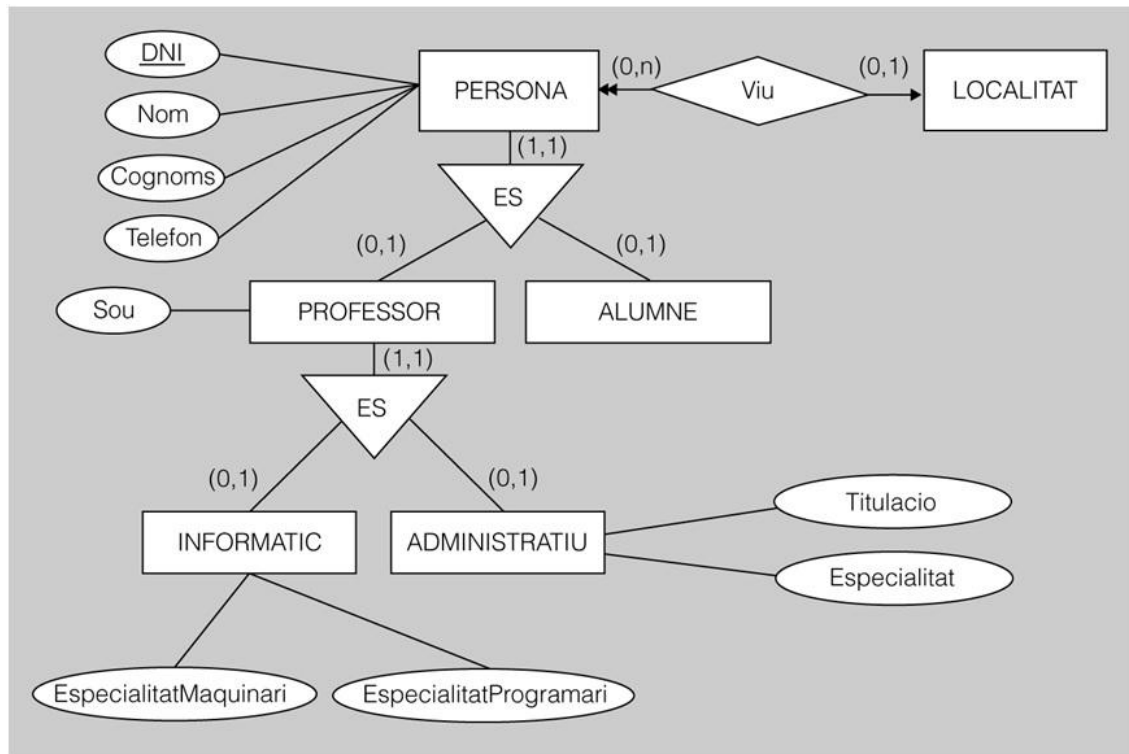 DNI
Nom
Cognoms
Telefon
PERSONA
(0,n)
Viu
(0,1)
LOCALITAT
(1,1)
ES
(0,1)
(0,1)
Sou
PROFESSOR
ALUMNE
(1,1)
ES
(0,1)
(0,1)
INFORMATIC
ADMINISTRATIU
Titulacio
Especialitat
EspecialitatMaquinari
EspecialitatProgramari